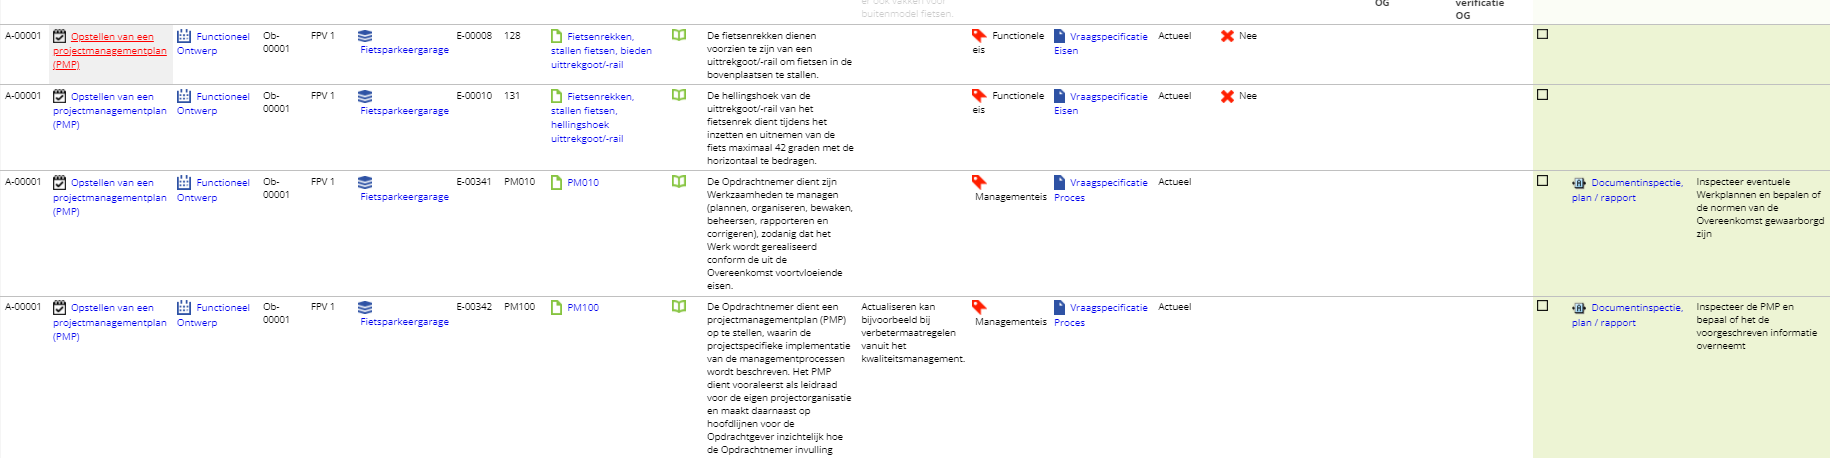 er ook vakken voor
buitenmodel fietsen.
OG
verificatie
OG
A-00001
Opstellen van een
projectmanagementplan
(PMP)
Functioneel
Ontwerp
Ob-
00001
FPV 1
Fietsparkeergarage
E-00008
128
Fietsenrekken,
stallen fietsen, bieden
uittrekgoot/-rail
De fietsenrekken dienen
voorzien te zijn van een
uittrekgoot/-rail om fietsen in de
bovenplaatsen te stallen.
Functionele
eis
Vraagspecificatie
Eisen
Actueel
Nee
A-00001
Opstellen van een
projectmanagementplan
(PMP)
Functioneel
Ontwerp
Ob-
00001
FPV 1
Fietsparkeergarage
E-00010
131
Fietsenrekken,
stallen fietsen,
hellingshoek
uittrekgoot/-rail
De hellingshoek van de
uittrekgoot/-rail van het
fietsenrek dient tijdens het
inzetten en uitnemen van de
fiets maximaal 42 graden met de
horizontaal te bedragen.
Functionele
eis
Vraagspecificatie
Eisen
Actueel
Nee
A-00001
Opstellen van een
projectmanagementplan
(PMP)
Functioneel
Ontwerp
Ob-
00001
FPV 1
Fietsparkeergarage
E-00341
PM010
PM010
De Opdrachtnemer dient zijn
Werkzaamheden te managen
(plannen, organiseren, bewaken,
beheersen, rapporteren en
corrigeren), zodanig dat het
Werk wordt gerealiseerd
conform de uit de
Overeenkomst voortvloeiende
eisen.
Managementeis
Vraagspecificatie
Proces
Actueel
Documentinspectie,
plan / rapport
Inspecteer eventuele
Werkplannen en bepalen of
de normen van de
Overeenkomst gewaarborgd
zijn
A-00001
Opstellen van een
projectmanagementplan
(PMP)
Functioneel
Ontwerp
Ob-
00001
FPV 1
Fietsparkeergarage
E-00342
PM100
PM100
De Opdrachtnemer dient een
projectmanagementplan (PMP)
op te stellen, waarin de
projectspecifieke implementatie
van de managementprocessen
wordt beschreven. Het PMP
dient vooraleerst als leidraad
voor de eigen projectorganisatie
en maakt daarnaast op
hoofdlijnen voor de
Opdrachtgever inzichtelijk hoe
de Opdrachtnemer invulling
Actualiseren kan
bijvoorbeeld bij
verbetermaatregelen
vanuit het
kwaliteitsmanagement.
Managementeis
Vraagspecificatie
Proces
Actueel
Documentinspectie,
plan / rapport
Inspecteer de PMP en
bepaal of het de
voorgeschreven informatie
overneemt